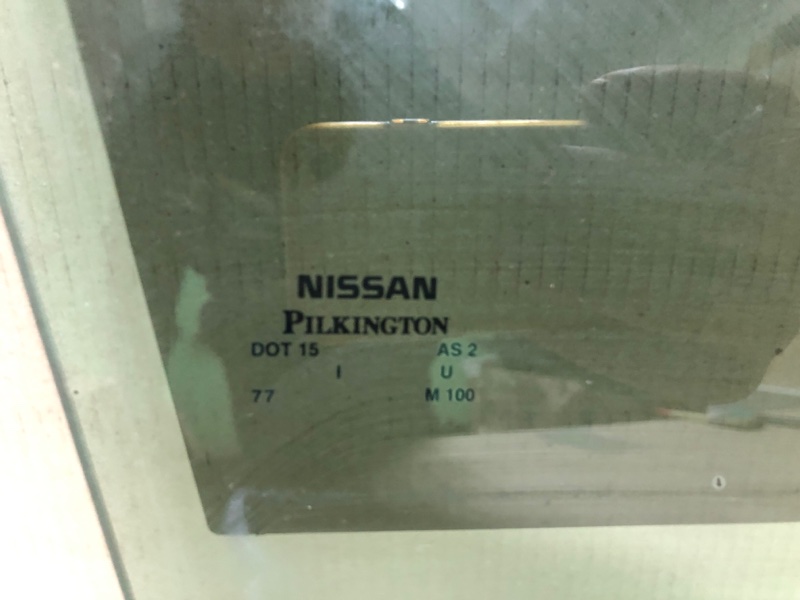 NISSAN
PILKINGTON
DOT 15 AS 2
I U
77 M 100